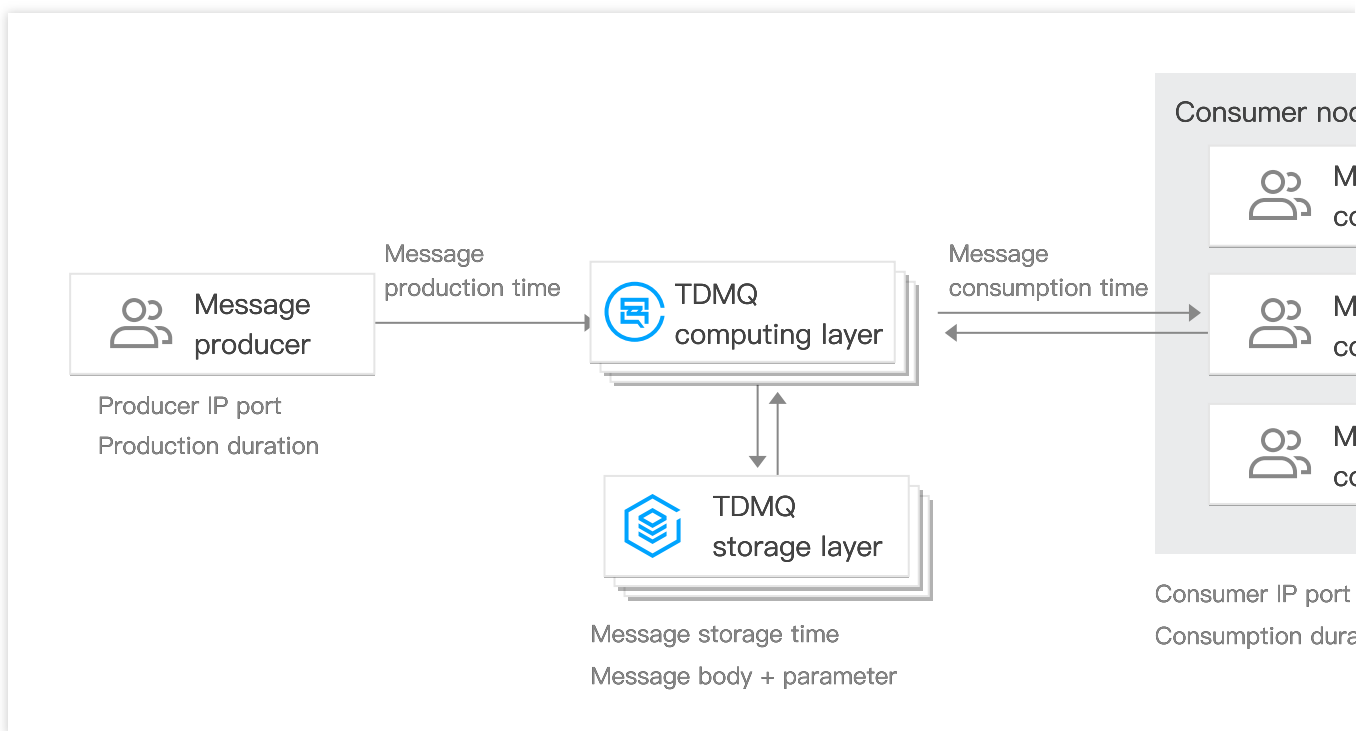 Consumer
Message
production time
Message
consumption time
Message
producer
TDMQ
computing layer
Producer IP port
Production duration
TDMQ
storage layer
Message storage time
Message body + parameter
Consumer IP port
Consumption